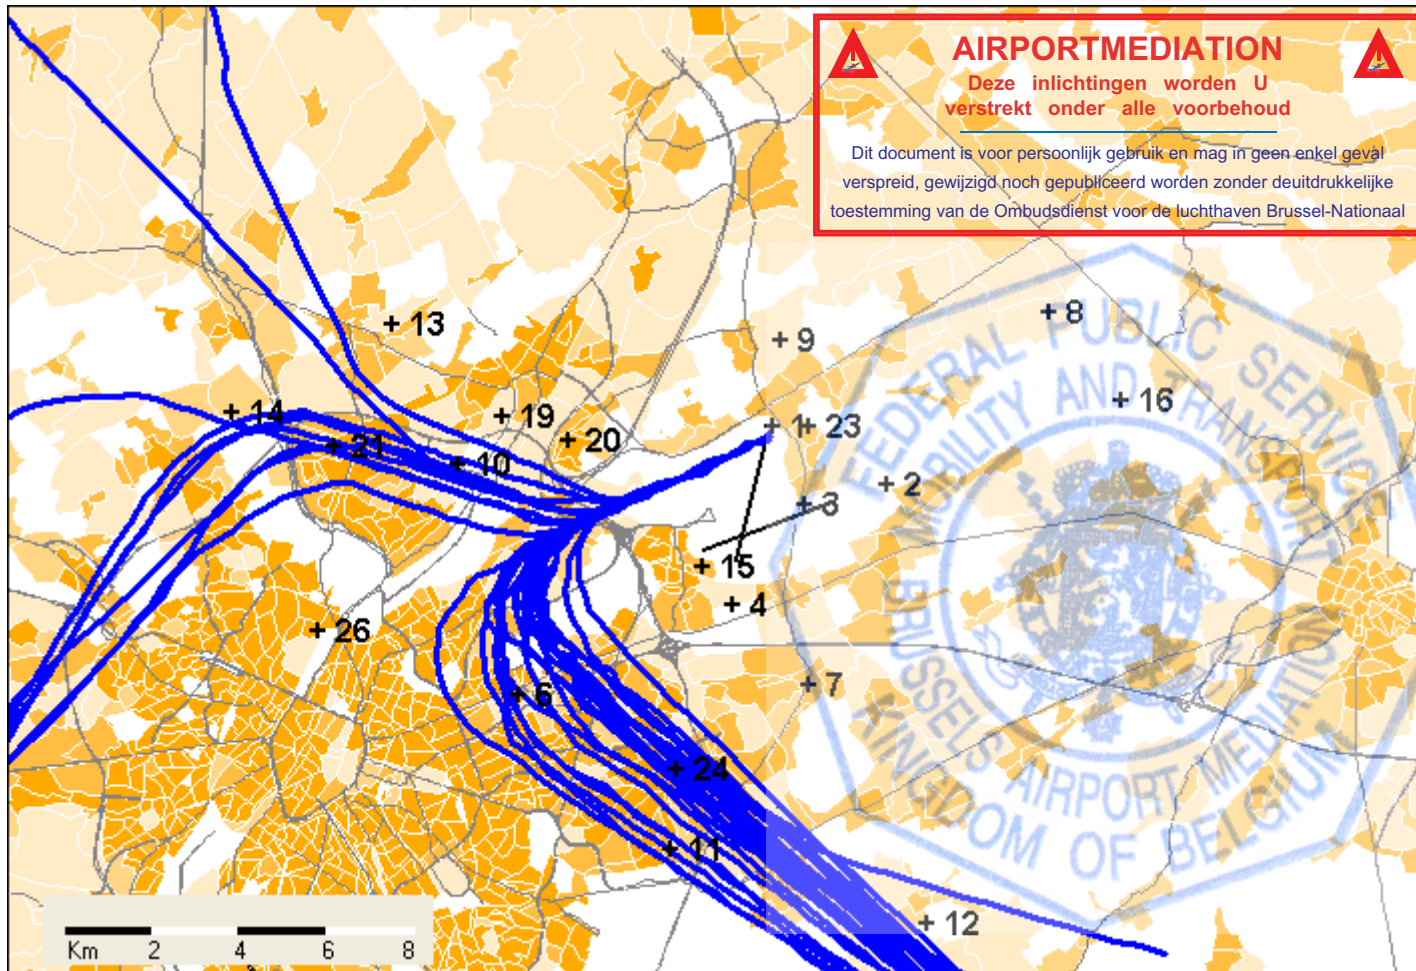 AIRPORTMEDIATION
Deze inlichtingen worden U
verstrekt onder alle voorbehoud
Dit document is voor persoonlijk gebruik en mag in geen enkel geval
verspreid, gewijzigd noch gepubliceerd worden zonder deuitdrukkelijke
toestemming van de Ombudsdienst voor de luchthaven Brussel-Nationaal
FEDERAL PUBLIC SERVICE
MOBILITY AND TRANSPORT
BRUSSELS AIRPORT MEDIATION
KINGDOM OF BELGIUM
+ 8
+ 13
+ 9
+ 16
+ 14
+ 19
+ 1
+ 23
+ 20
+ 21
+ 10
+ 2
+ 3
+ 15
+ 4
+ 26
+ 7
+ 6
+ 24
+ 11
+ 12
Km 2 4 6 8